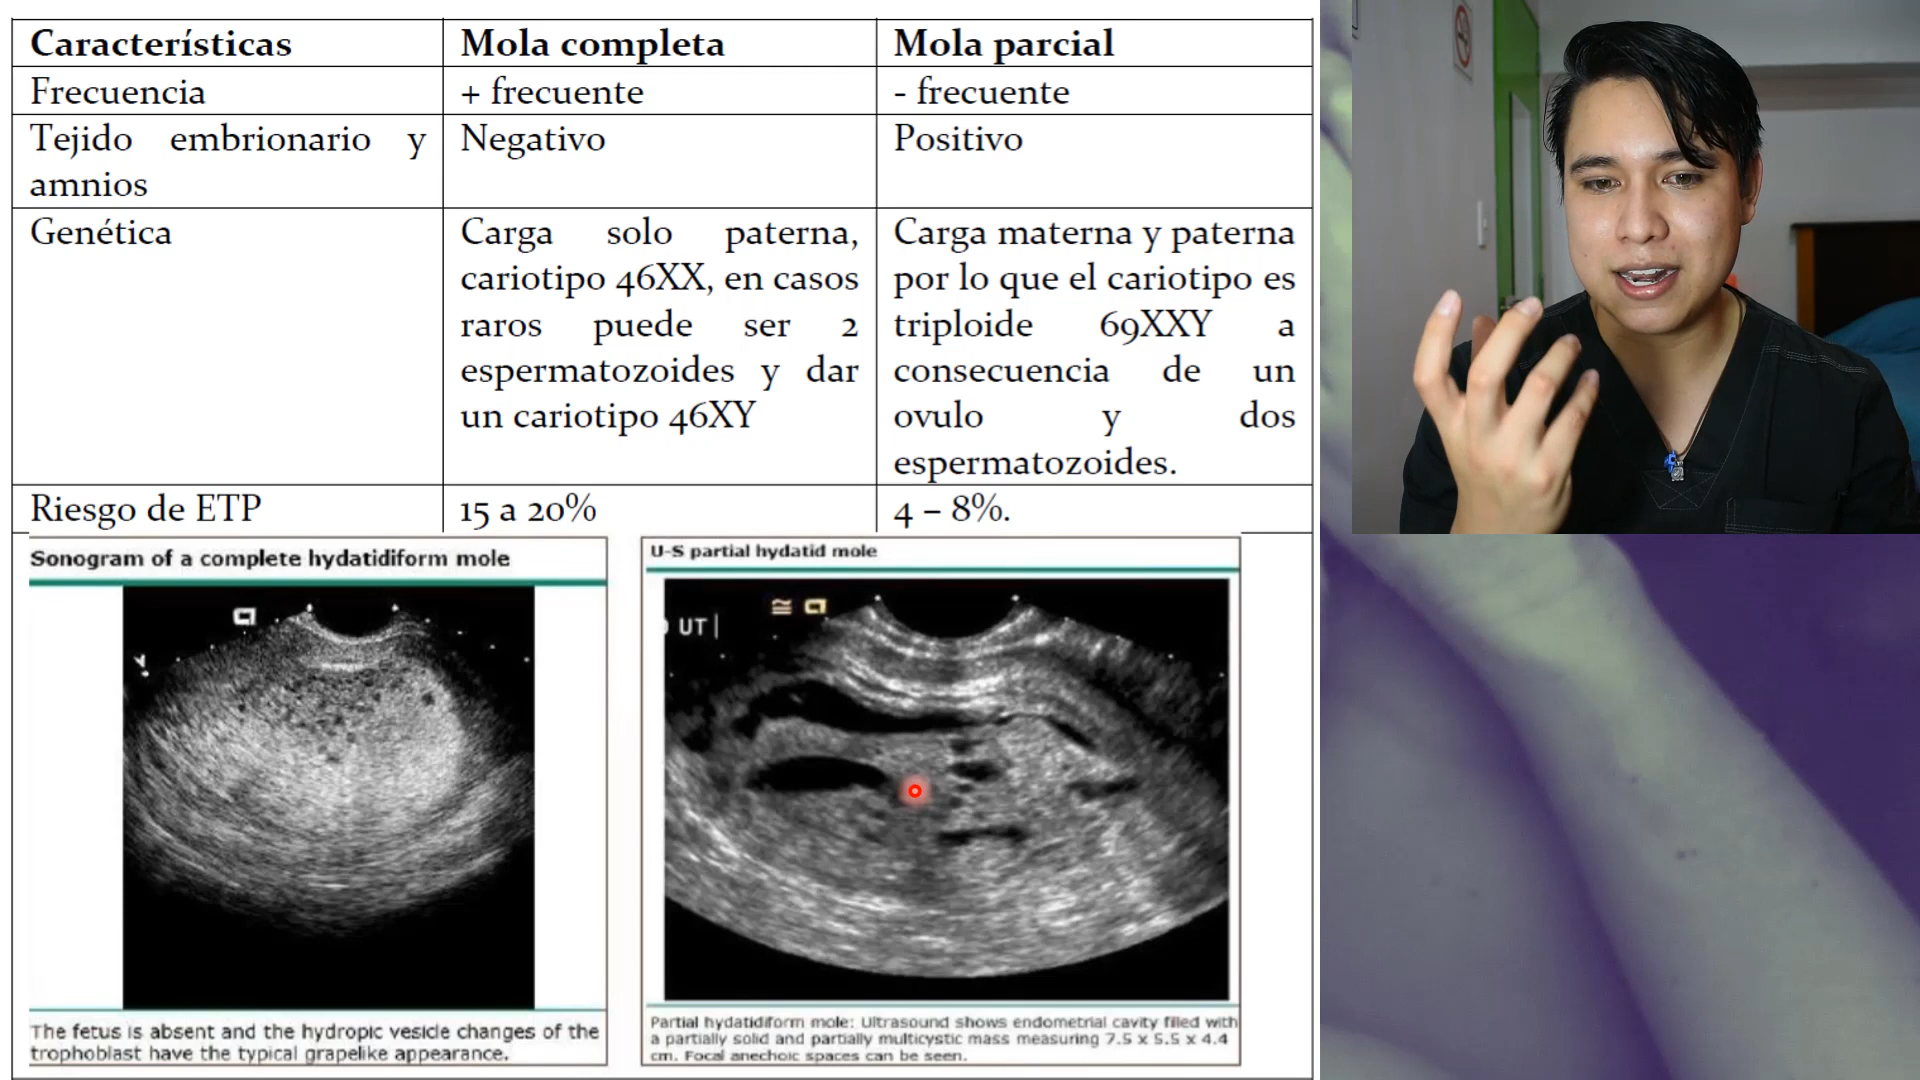 Características Mola completa Mola parcial
Frecuencia + frecuente - frecuente
Tejido embrionario y Negativo Positivo
amnios
Genética Carga solo paterna, Carga materna y paterna
cariotipo 46XX, en casos por lo que el cariotipo es
raros puede ser 2 triploide 69XXY a
espermatozoides y dar consecuencia de un
un cariotipo 46XY ovulo y dos
espermatozoides.
Riesgo de ETP 15 a 20% 4 – 8%.
Sonogram of a complete hydatidiform mole
The fetus is absent and the hydropic vesicle changes of the
trophoblast have the typical grapelike appearance.
U-S partial hydatid mole
UT
Partial hydatidiform mole: Ultrasound shows endometrial cavity filled with
a partially solid and partially multicystic mass measuring 7.5 x 5.5 x 4.4
cm. Focal anechoic spaces can be seen.